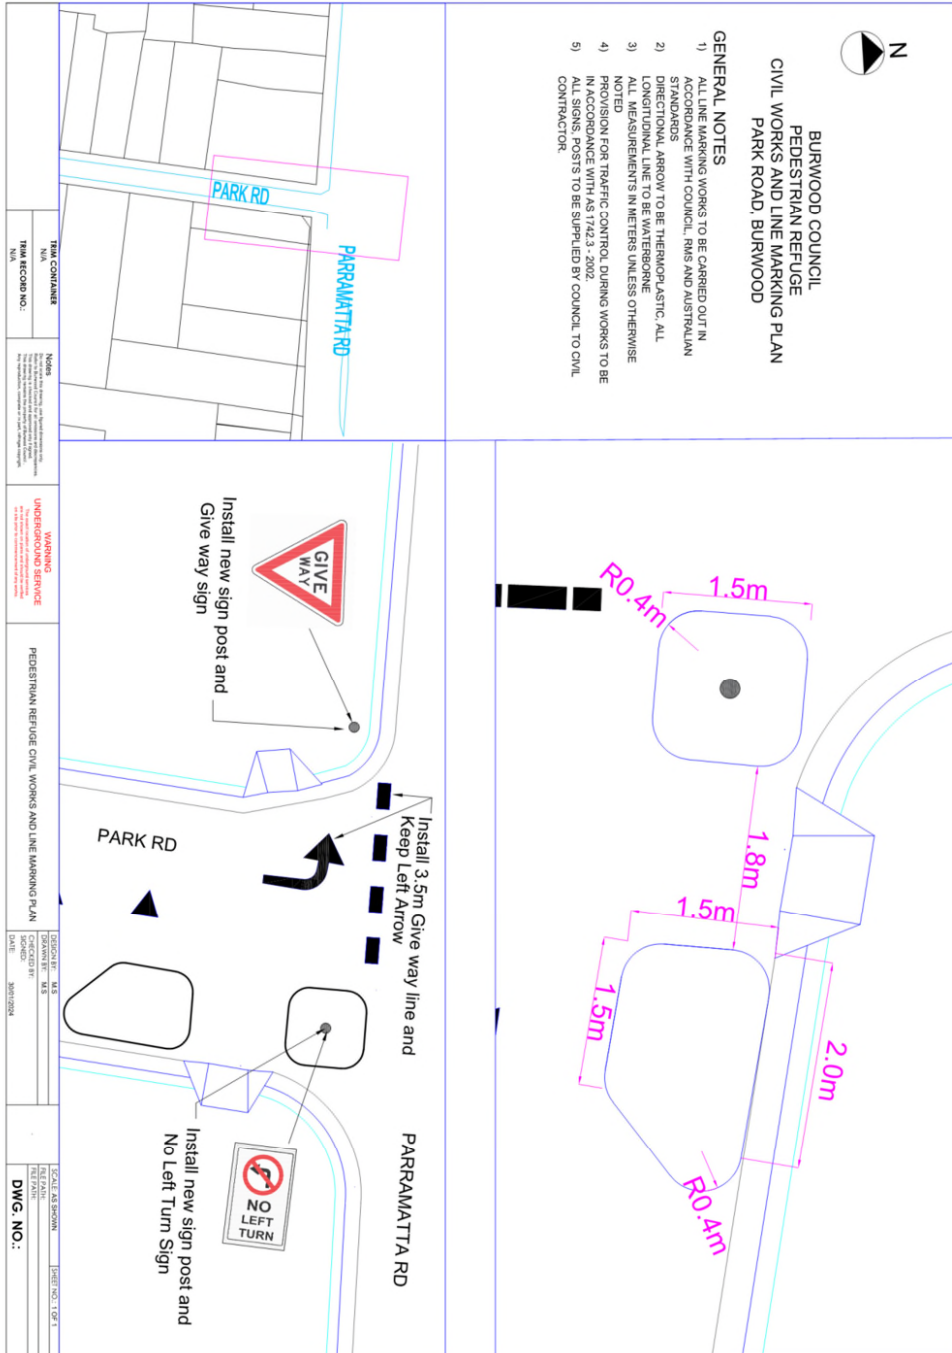 N
BURWOOD COUNCIL
PEDESTRIAN REFUGE
CIVIL WORKS AND LINE MARKING PLAN
PARK ROAD, BURWOOD
GENERAL NOTES
1) ALL LINE MARKING WORKS TO BE CARRIED OUT IN
ACCORDANCE WITH COUNCIL, RMS AND AUSTRALIAN
STANDARDS
2) DIRECTIONAL ARROW TO BE THERMOPLASTIC, ALL
LONGITUDINAL LINE TO BE WATERBORNE
3) ALL MEASUREMENTS IN METERS UNLESS OTHERWISE
NOTED
4) PROVISION FOR TRAFFIC CONTROL DURING WORKS TO BE
IN ACCORDANCE WITH AS 1742.3 - 2002.
5) ALL SIGNS, POSTS TO BE SUPPLIED BY COUNCIL TO CIVIL
CONTRACTOR.
R0.4m
1.5m
1.8m
1.5m
1.5m
2.0m
R0.4m
PARK RD
PARRAMATTA RD
Install new sign post and
Give way sign
GIVE
WAY
PARK RD
Install 3.5m Give way line and
Keep Left Arrow
PARRAMATTA RD
NO
LEFT
TURN
Install new sign post and
No Left Turn Sign
TRIM CONTAINER
N/A
TRIM RECORD NO.:
N/A
Notes
WARNING
UNDERGROUND SERVICE
PEDESTRIAN REFUGE CIVIL WORKS AND LINE MARKING PLAN
DESIGN BY: M.S
DRAWN BY: M.S
CHECKED BY:
SIGNED:
DATE: 30/01/2024
SCALE: AS SHOWN
SHEET NO.: 1 OF 1
FILE PATH:
FILE PATH:
DWG. NO.: